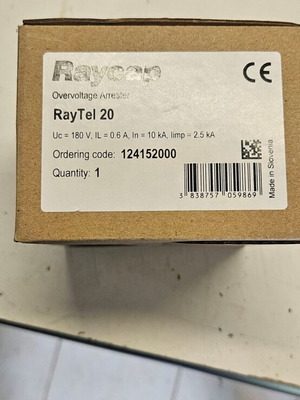 Raycap
Overvoltage Arrester
RayTel 20
Uc = 180 V, IL = 0.6 A, In = 10 kA, Iimp = 2.5 kA
Ordering code: 124152000
Quantity: 1
3 838757 059869
Made in Slovenia
CE